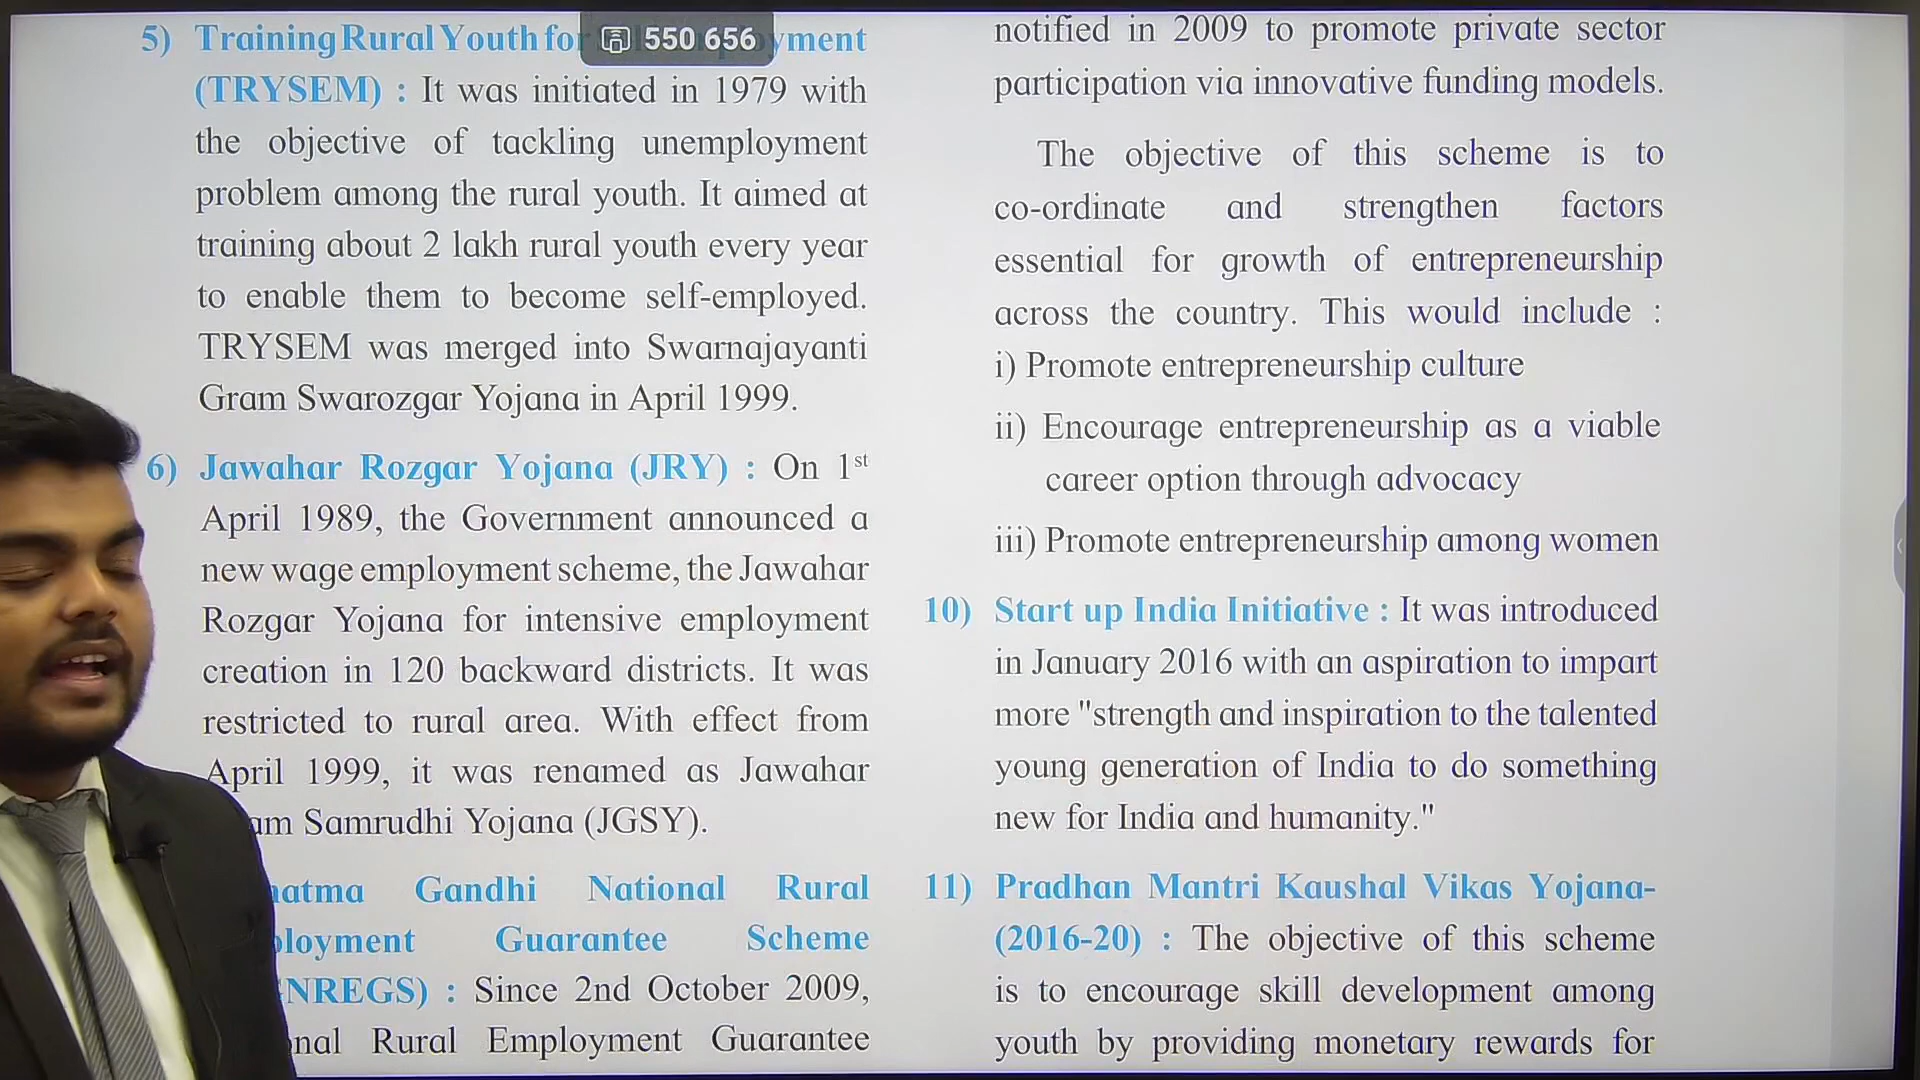 5) Training Rural Youth for yment
550 656
(TRYSEM) : It was initiated in 1979 with
the objective of tackling unemployment
problem among the rural youth. It aimed at
training about 2 lakh rural youth every year
to enable them to become self-employed.
TRYSEM was merged into Swarnajayanti
Gram Swarozgar Yojana in April 1999.
6) Jawahar Rozgar Yojana (JRY) : On 1st
April 1989, the Government announced a
new wage employment scheme, the Jawahar
Rozgar Yojana for intensive employment
creation in 120 backward districts. It was
restricted to rural area. With effect from
April 1999, it was renamed as Jawahar
am Samrudhi Yojana (JGSY).
atma Gandhi National Rural
ployment Guarantee Scheme
NREGS) : Since 2nd October 2009,
nal Rural Employment Guarantee
notified in 2009 to promote private sector
participation via innovative funding models.
The objective of this scheme is to
co-ordinate and strengthen factors
essential for growth of entrepreneurship
across the country. This would include :
i) Promote entrepreneurship culture
ii) Encourage entrepreneurship as a viable
career option through advocacy
iii) Promote entrepreneurship among women
10) Start up India Initiative : It was introduced
in January 2016 with an aspiration to impart
more "strength and inspiration to the talented
young generation of India to do something
new for India and humanity."
11) Pradhan Mantri Kaushal Vikas Yojana-
(2016-20) : The objective of this scheme
is to encourage skill development among
youth by providing monetary rewards for